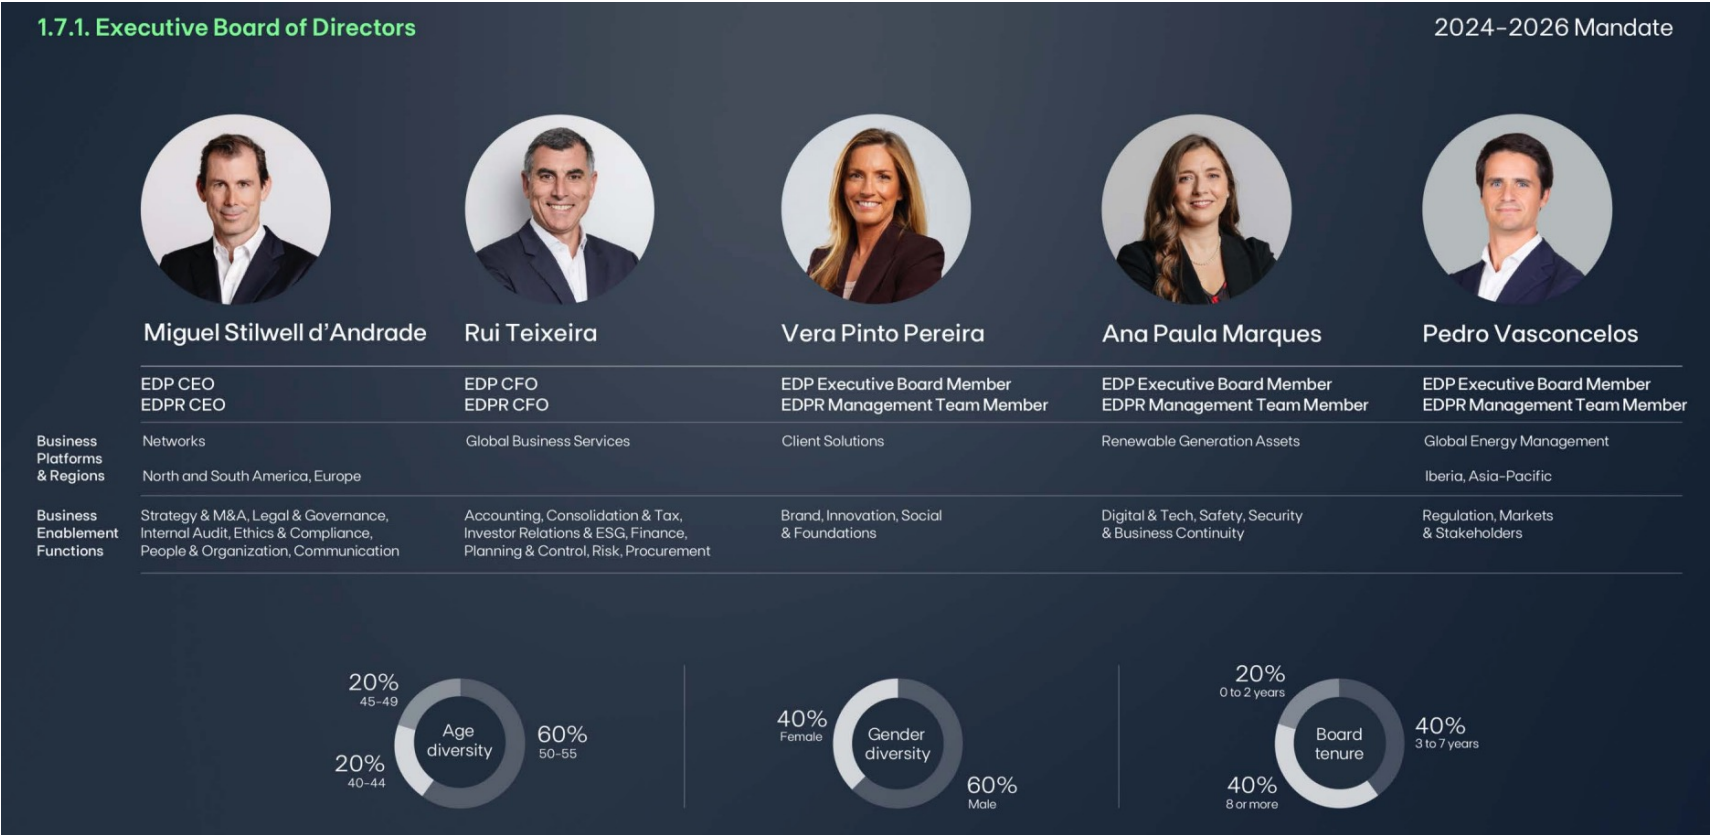 1.7.1. Executive Board of Directors
2024-2026 Mandate
Miguel Stilwell d'Andrade
Rui Teixeira
Vera Pinto Pereira
Ana Paula Marques
Pedro Vasconcelos
EDP CEO
EDPR CEO
EDP CFO
EDPR CFO
EDP Executive Board Member
EDPR Management Team Member
EDP Executive Board Member
EDPR Management Team Member
EDP Executive Board Member
EDPR Management Team Member
Business
Platforms
& Regions
Networks
North and South America, Europe
Global Business Services
Client Solutions
Renewable Generation Assets
Global Energy Management
Iberia, Asia-Pacific
Business
Enablement
Functions
Strategy & M&A, Legal & Governance,
Internal Audit, Ethics & Compliance,
People & Organization, Communication
Accounting, Consolidation & Tax,
Investor Relations & ESG, Finance,
Planning & Control, Risk, Procurement
Brand, Innovation, Social
& Foundations
Digital & Tech, Safety, Security
& Business Continuity
Regulation, Markets
& Stakeholders
20%
45-49
Age
diversity
60%
50-55
20%
40-44
40%
Female
Gender
diversity
60%
Male
20%
0 to 2 years
Board
tenure
40%
3 to 7 years
40%
8 or more